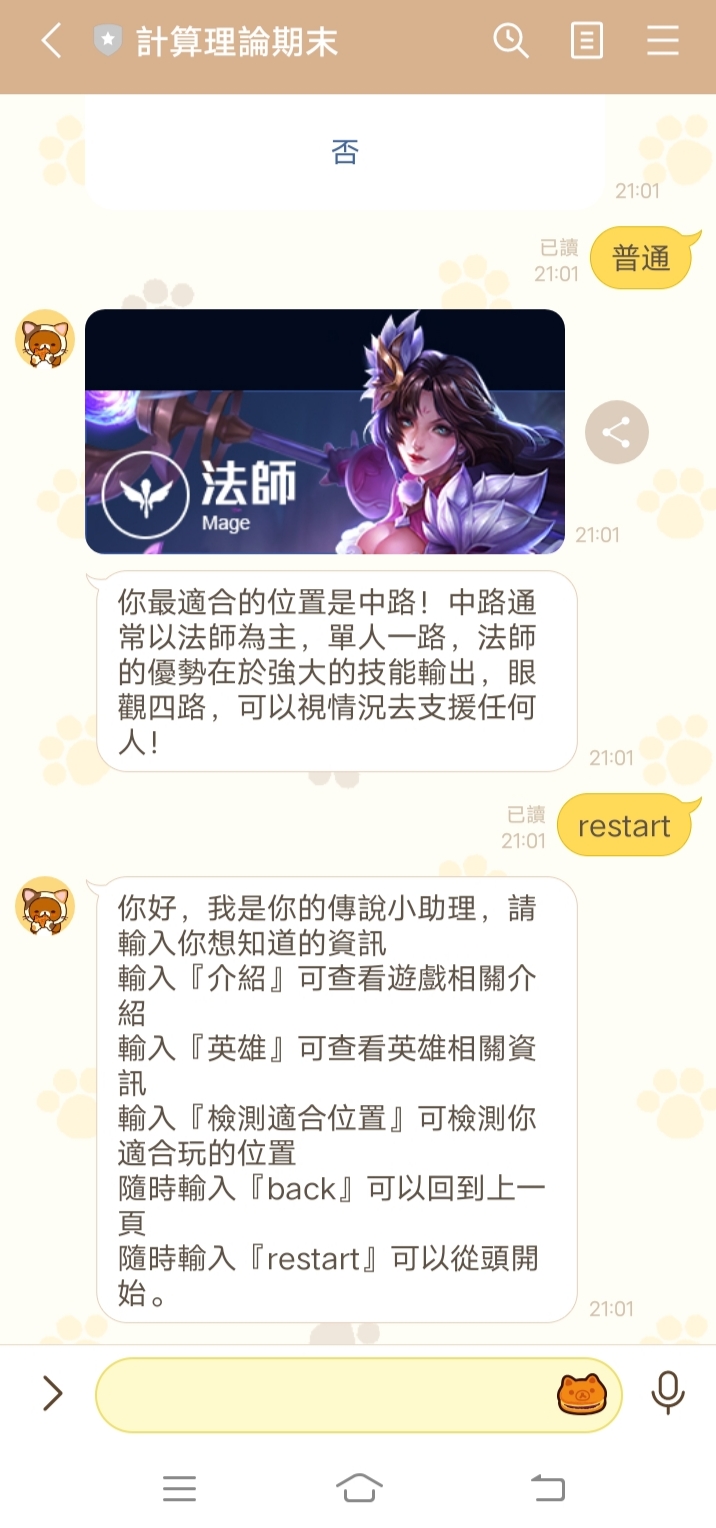 計算理論期末
否
21:01
已讀
21:01
普通
法師
Mage
21:01
你最適合的位置是中路！中路通
常以法師為主，單人一路，法師
的優勢在於強大的技能輸出，眼
觀四路，可以視情況去支援任何
人！
21:01
已讀
21:01
restart
你好，我是你的傳說小助理，請
輸入你想知道的資訊
輸入『介紹』可查看遊戲相關介
紹
輸入『英雄』可查看英雄相關資
訊
輸入『檢測適合位置』可檢測你
適合玩的位置
隨時輸入『back』可以回到上一
頁
隨時輸入『restart』可以從頭開
始。
21:01